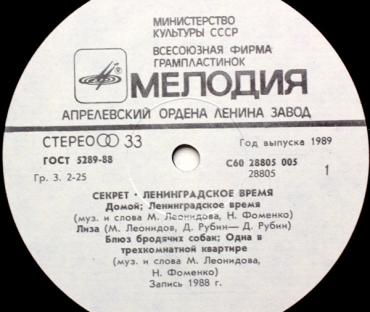 МИНИСТЕРСТВО
КУЛЬТУРЫ СССР
ВСЕСОЮЗНАЯ ФИРМА
ГРАМПЛАСТИНОК
МЕЛОДИЯ
АПРЕЛЕВСКИЙ ОРДЕНА ЛЕНИНА ЗАВОД
СТЕРЕО 33
Год выпуска 1989
ГОСТ 5289-88
С60 28805 005
Гр. 3. 2-25
28805
1
СЕКРЕТ · ЛЕНИНГРАДСКОЕ ВРЕМЯ
Домой; Ленинградское время
(муз. и слова М. Леонидова, Н. Фоменко)
Лиза (М. Леонидов, Д. Рубин— Д. Рубин)
Блюз бродячих собак; Одна в
трехкомнатной квартире
(муз. и слова М. Леонидова,
Н. Фоменко)
Запись 1988 г.